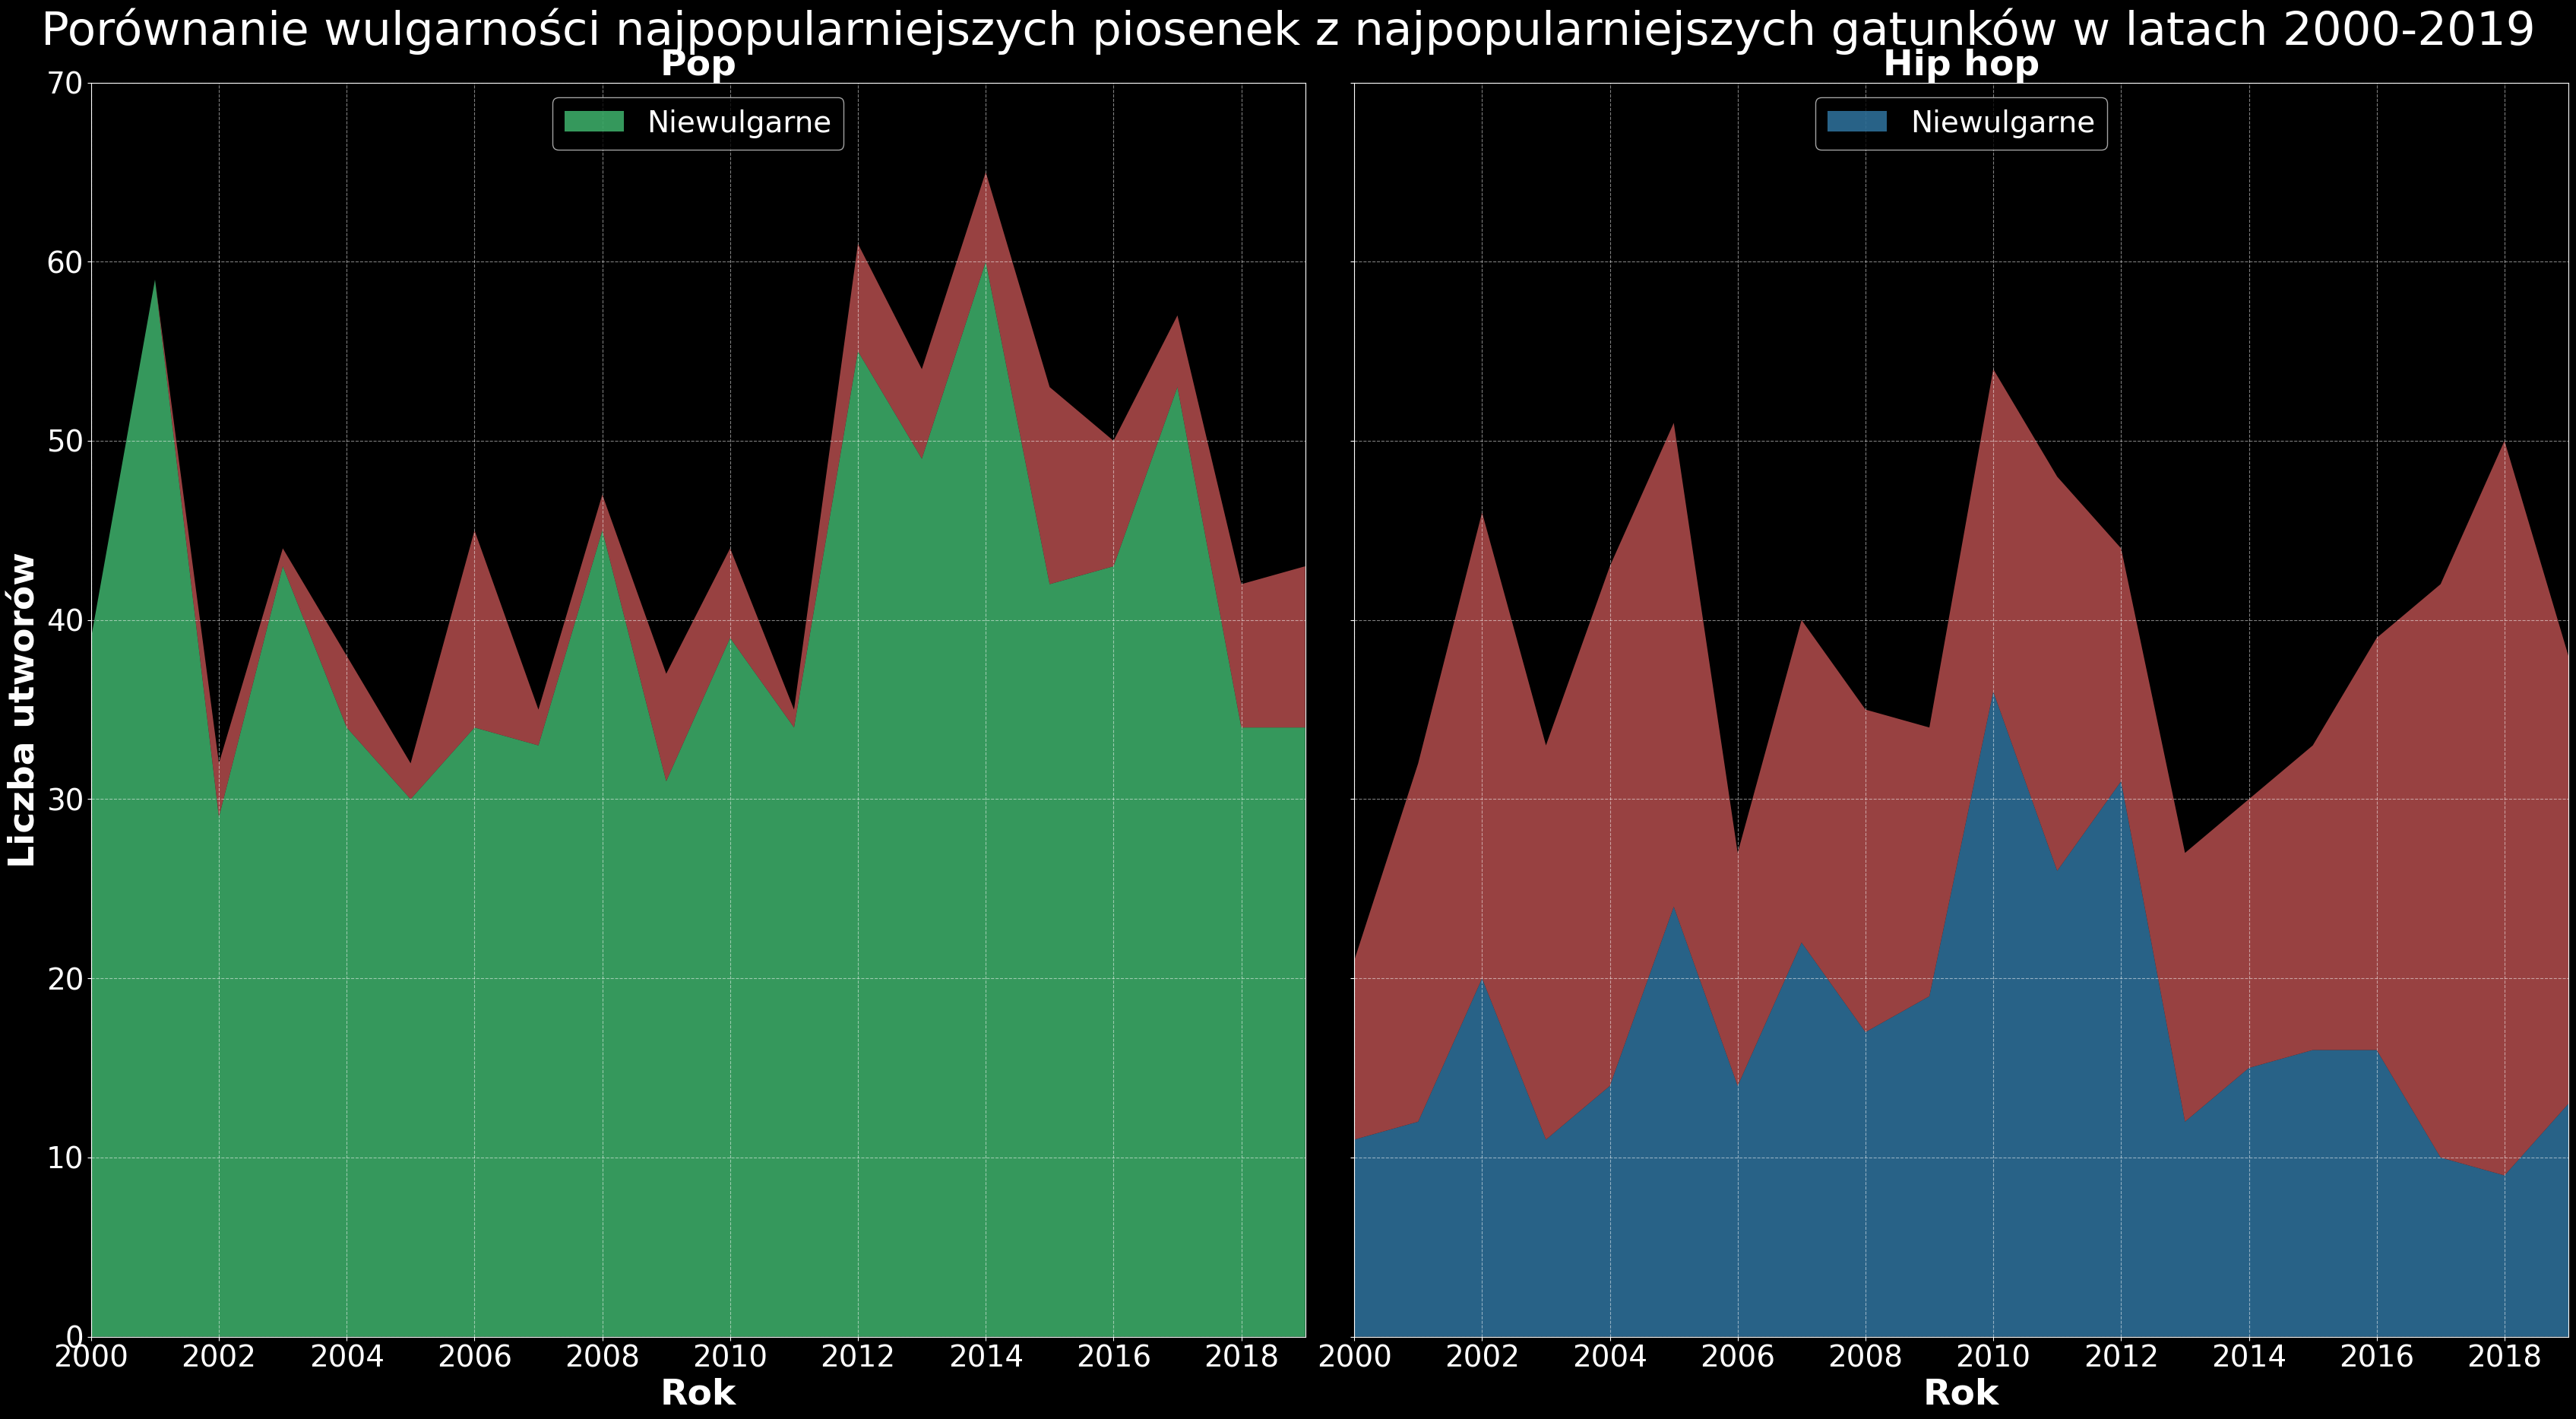 Porównanie wulgarności najpopularniejszych piosenek z najpopularniejszych gatunków w latach 2000-2019
Pop
Hip hop
Niewulgarne
Niewulgarne
Liczba utworów
70
60
50
40
30
20
10
0
2000 2002 2004 2006 2008 2010 2012 2014 2016 2018
2000 2002 2004 2006 2008 2010 2012 2014 2016 2018
Rok
Rok